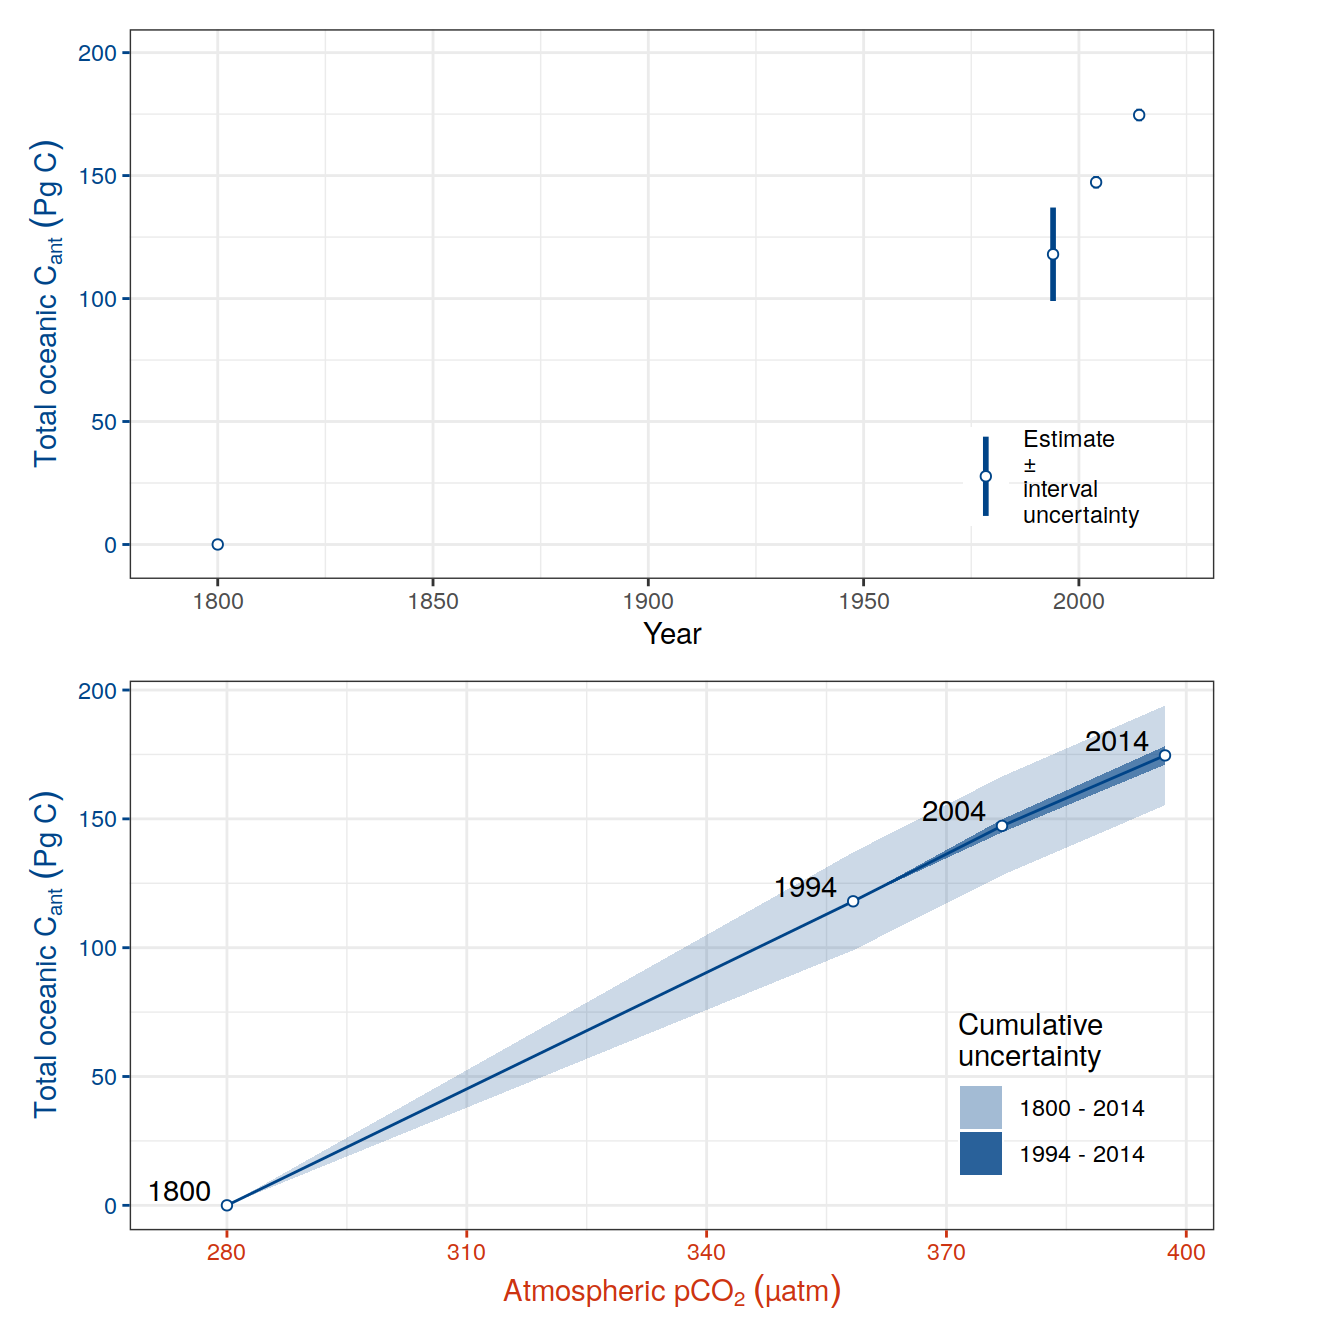 Total oceanic Cant (Pg C)
200
150
100
50
0
Estimate
±
interval
uncertainty
1800 1850 1900 1950 2000
Year
Total oceanic Cant (Pg C)
200
150
100
50
0
2014
2004
1994
1800
Cumulative
uncertainty
1800 - 2014
1994 - 2014
280 310 340 370 400
Atmospheric pCO2 (µatm)